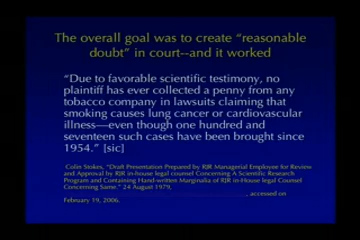 The overall goal was to create “reasonable
doubt” in court--and it worked
“Due to favorable scientific testimony, no
plaintiff has ever collected a penny from any
tobacco company in lawsuits claiming that
smoking causes lung cancer or cardiovascular
illness—even though one hundred and
seventeen such cases have been brought since
1954.” [sic]
Colin Stokes, “Draft Presentation Prepared by RJR Managerial Employee for Review
and Approval by RJR in-house legal counsel Concerning A Scientific Research
Program and Containing Hand-written Marginalia of RJR in-House legal Counsel
Concerning Same.” 24 August 1979,
, accessed on
February 19, 2006.